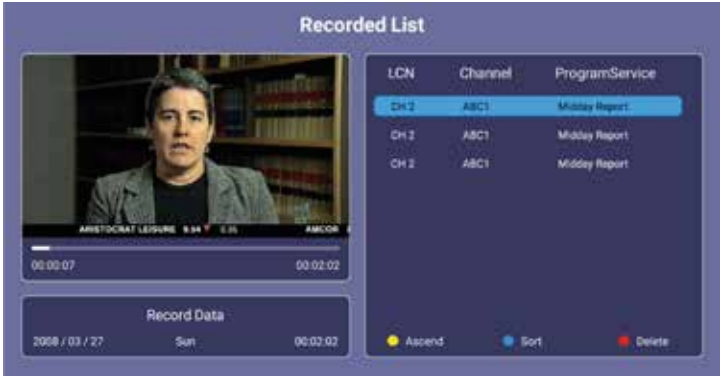 Recorded List
ARISTOCRAT LEISURE 9.94 0.35 AMCOR
00:00:07 00:02:02
Record Data
2008 / 03 / 27 Sun 00:02:02
LCN Channel ProgramService
CH 2 ABC1 Midday Report
CH 2 ABC1 Midday Report
CH 2 ABC1 Midday Report
Ascend Sort Delete